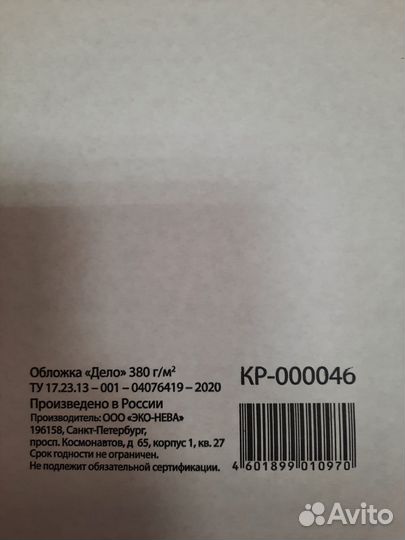 Обложка «Дело» 380 г/м²
ТУ 17.23.13 – 001 – 04076419 – 2020
Произведено в России
Производитель: ООО «ЭКО-НЕВА»
196158, Санкт-Петербург,
просп. Космонавтов, д 65, корпус 1, кв. 27
Срок годности не ограничен.
Не подлежит обязательной сертификации.
КР-000046
4 601899 010970
Avito